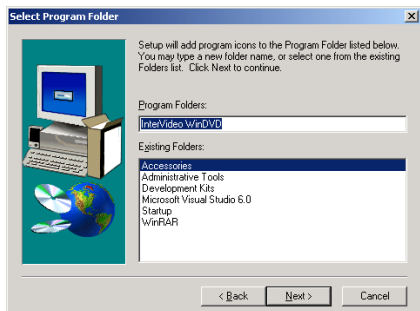 Select Program Folder
Setup will add program icons to the Program Folder listed below.
You may type a new folder name, or select one from the existing
Folders list. Click Next to continue.
Program Folders:
InterVideo WinDVD
Existing Folders:
Accessories
Administrative Tools
Development Kits
Microsoft Visual Studio 6.0
Startup
WinRAR
< Back
Next >
Cancel